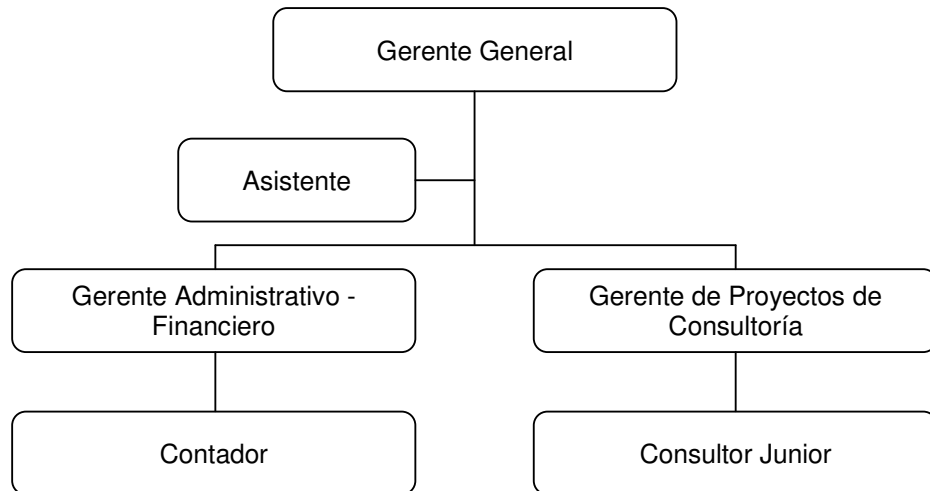 Gerente General
Asistente
Gerente Administrativo -
Financiero
Gerente de Proyectos de
Consultoría
Contador
Consultor Junior